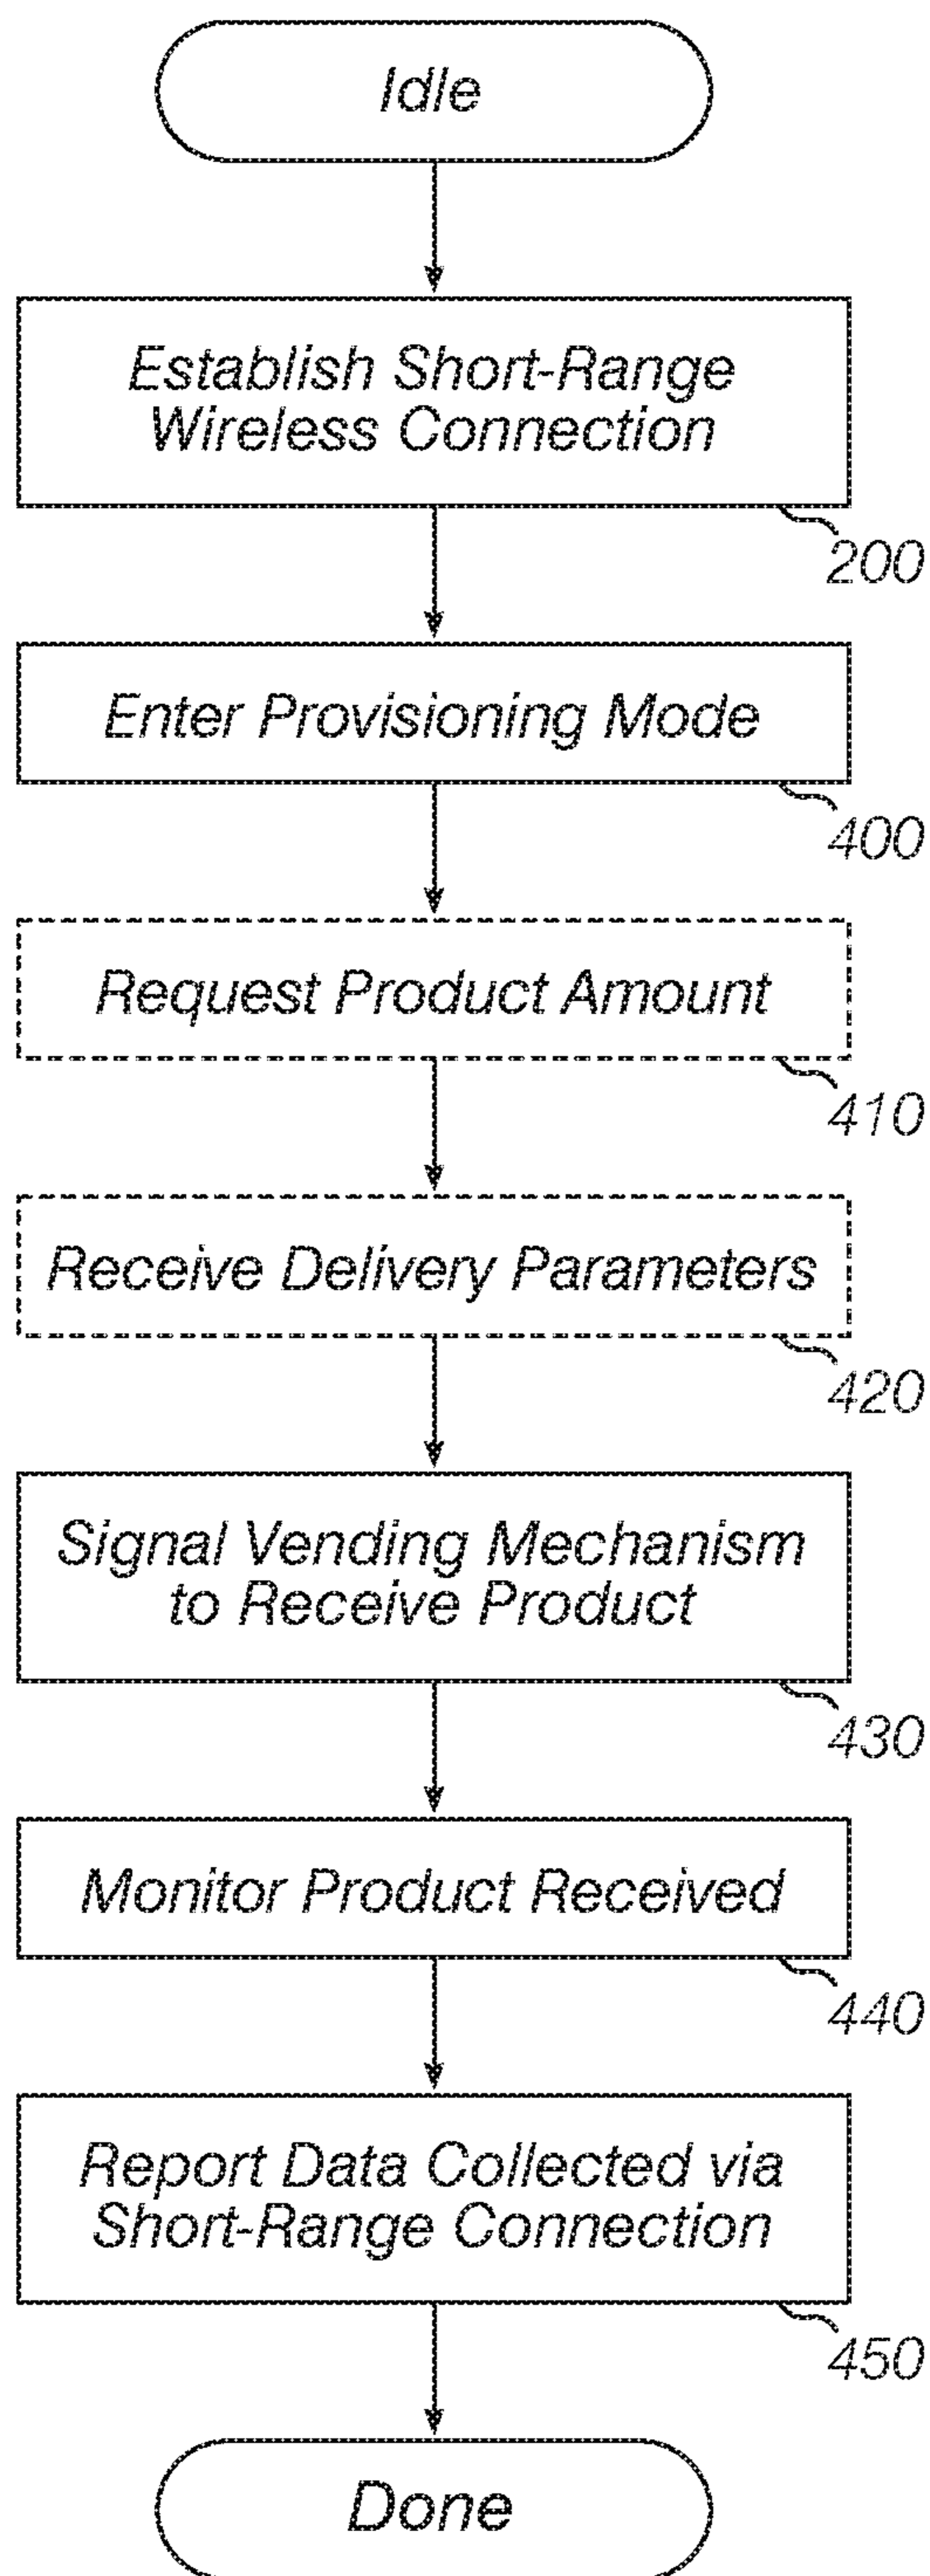 Idle
Establish Short-Range
Wireless Connection
200
Enter Provisioning Mode
400
Request Product Amount
410
Receive Delivery Parameters
420
Signal Vending Mechanism
to Receive Product
430
Monitor Product Received
440
Report Data Collected via
Short-Range Connection
450
Done